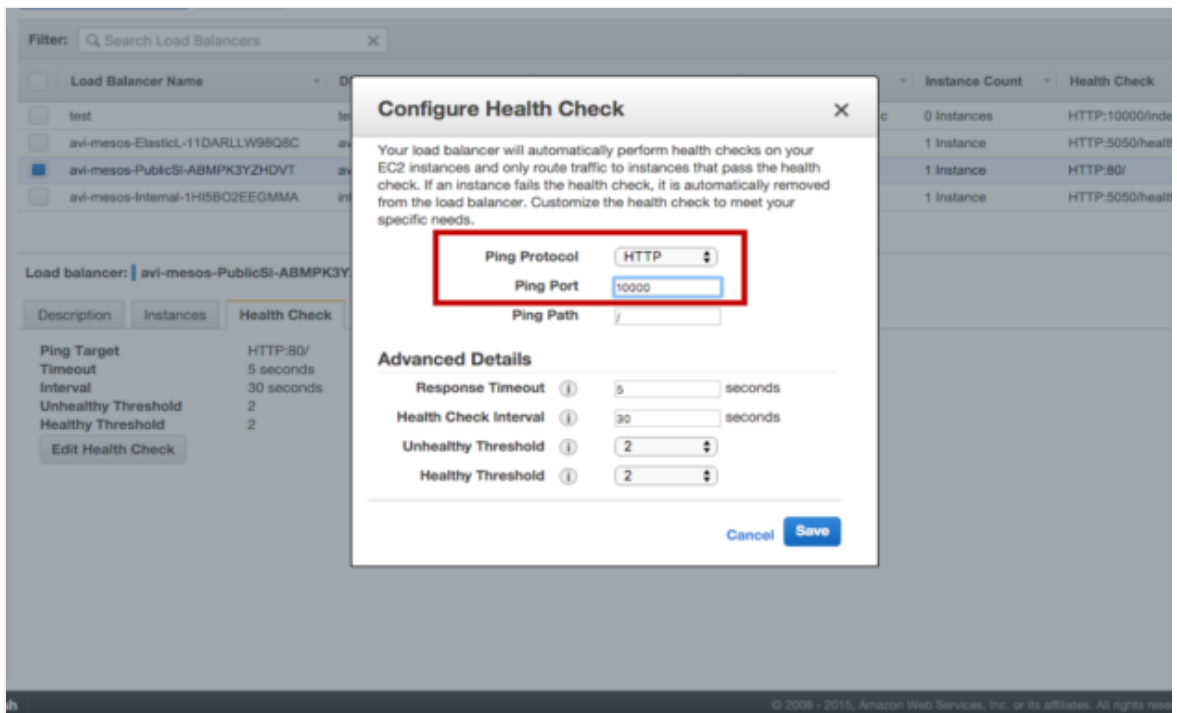 Filter: Search Load Balancers
Load Balancer Name Instance Count Health Check
test 0 Instances HTTP:10000/inde
avi-mesos-ElasticL-11DARLLW98Q8C 1 Instance HTTP:5050/healt
avi-mesos-PublicSl-ABMPK3YZHDVT 1 Instance HTTP:80/
avi-mesos-Internal-1HI5BO2EEGMMA 1 Instance HTTP:5050/healt
Load balancer: avi-mesos-PublicSl-ABMPK3Y
Description Instances Health Check
Ping Target HTTP:80/
Timeout 5 seconds
Interval 30 seconds
Unhealthy Threshold 2
Healthy Threshold 2
Edit Health Check
Configure Health Check
Your load balancer will automatically perform health checks on your
EC2 instances and only route traffic to instances that pass the health
check. If an instance fails the health check, it is automatically removed
from the load balancer. Customize the health check to meet your
specific needs.
Ping Protocol HTTP
Ping Port 10000
Ping Path /
Advanced Details
Response Timeout 5 seconds
Health Check Interval 30 seconds
Unhealthy Threshold 2
Healthy Threshold 2
Cancel Save
© 2008 - 2015, Amazon Web Services, Inc. or its affiliates. All rights rese